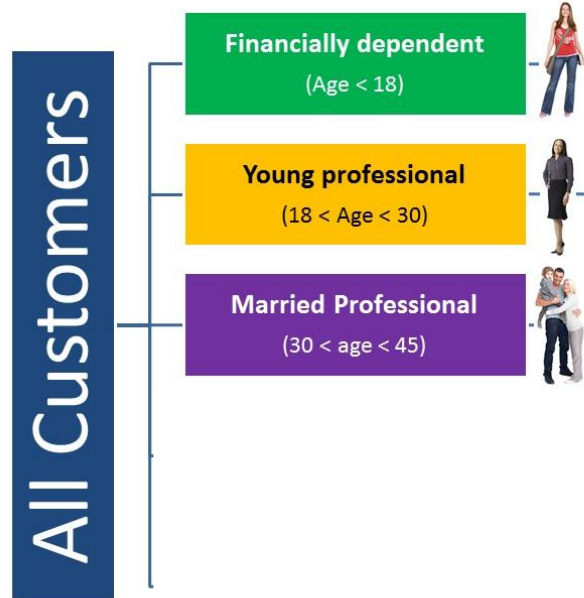 All Customers
Financially dependent
(Age < 18)
Young professional
(18 < Age < 30)
Married Professional
(30 < age < 45)